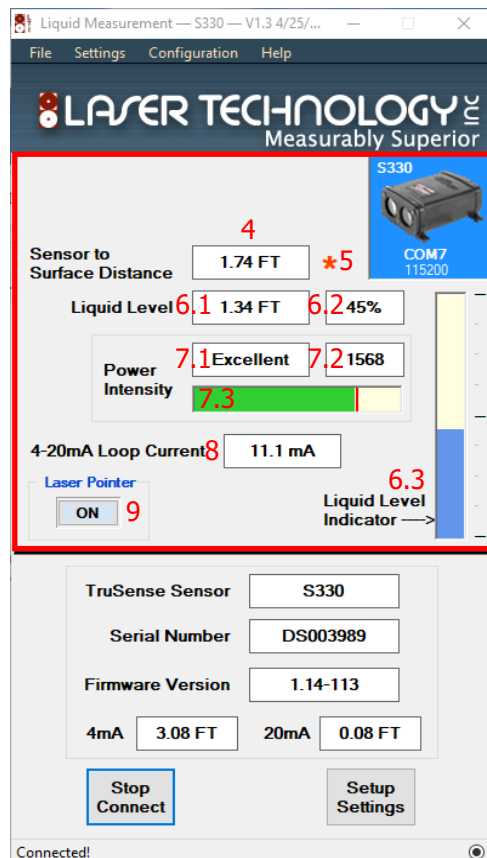 Liquid Measurement — S330 — V1.3 4/25/...
File Settings Configuration Help
LASER TECHNOLOGY INC
Measurably Superior
S330
COM7
115200
4
Sensor to
Surface Distance
1.74 FT
* 5
Liquid Level 6.1 1.34 FT 6.2 45%
Power
Intensity
7.1 Excellent 7.2 1568
7.3
4-20mA Loop Current 8 11.1 mA
Laser Pointer
ON 9
6.3
Liquid Level
Indicator ---->
TruSense Sensor S330
Serial Number DS003989
Firmware Version 1.14-113
4mA 3.08 FT 20mA 0.08 FT
Stop
Connect
Setup
Settings
Connected!